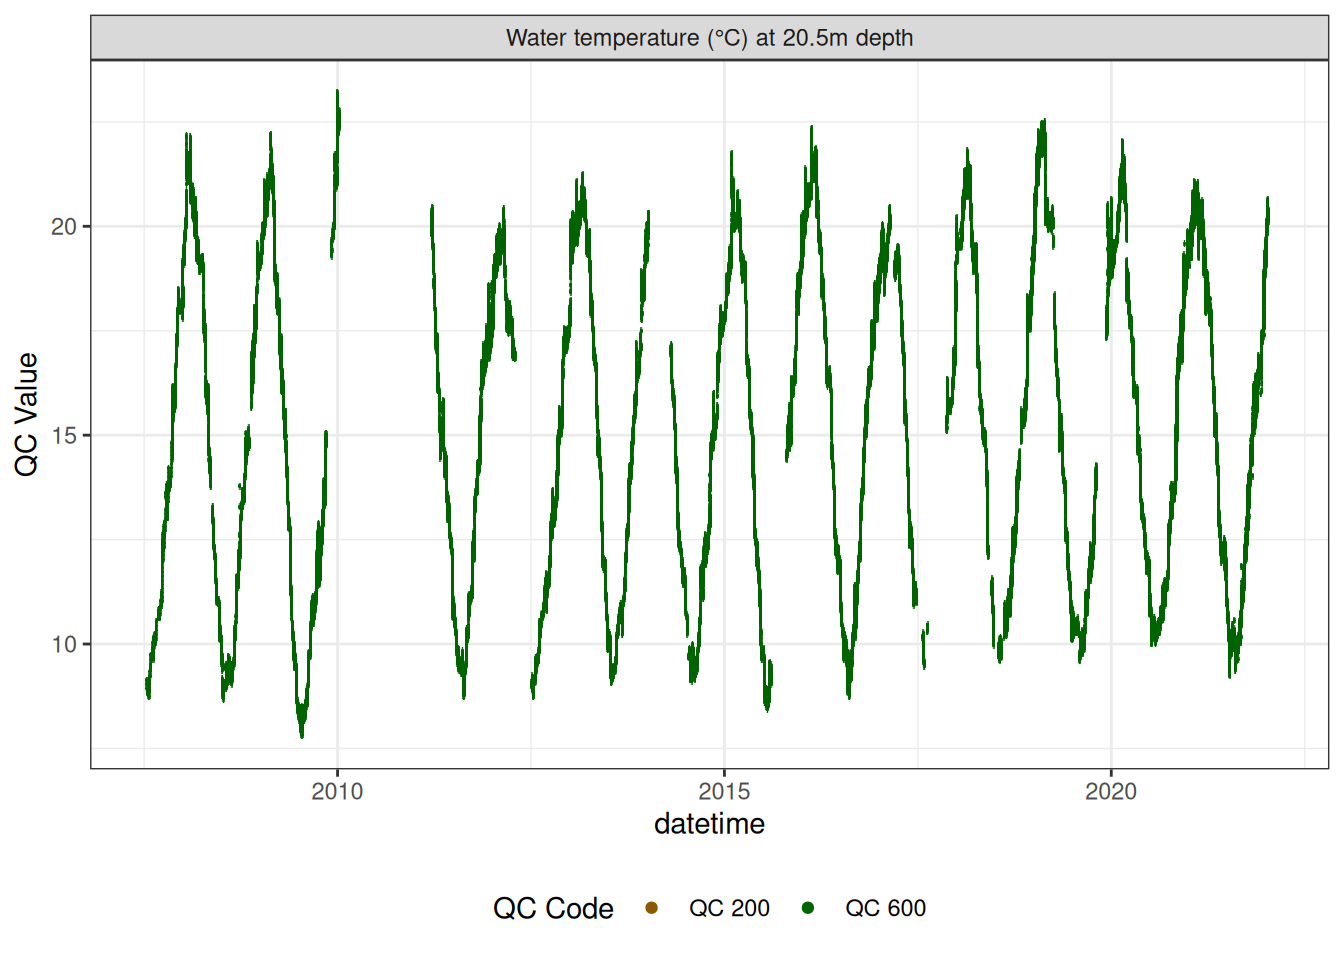 Water temperature (°C) at 20.5m depth
QC Value
20
15
10
2010
2015
2020
datetime
QC Code
QC 200
QC 600